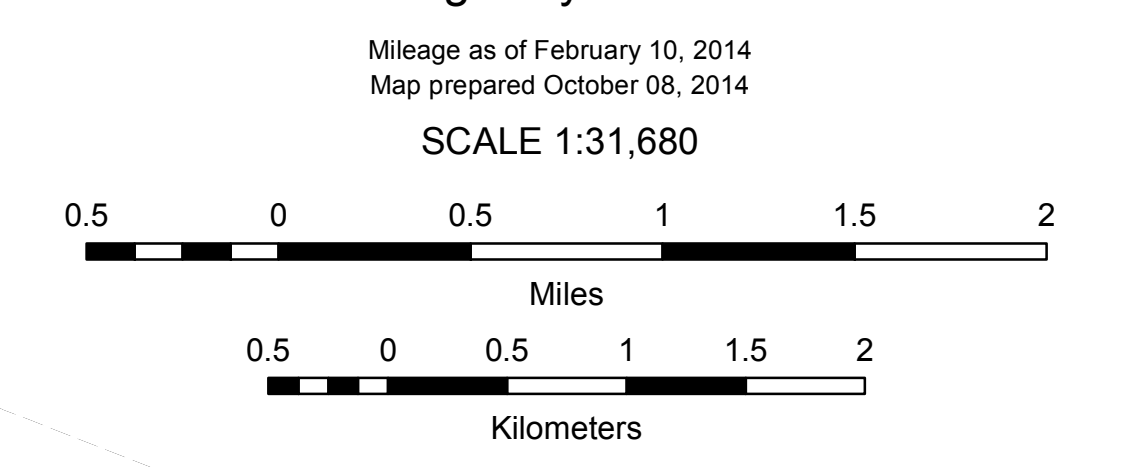 Mileage as of February 10, 2014
Map prepared October 08, 2014
SCALE 1:31,680
0.5 0 0.5 1 1.5 2
Miles
0.5 0 0.5 1 1.5 2
Kilometers